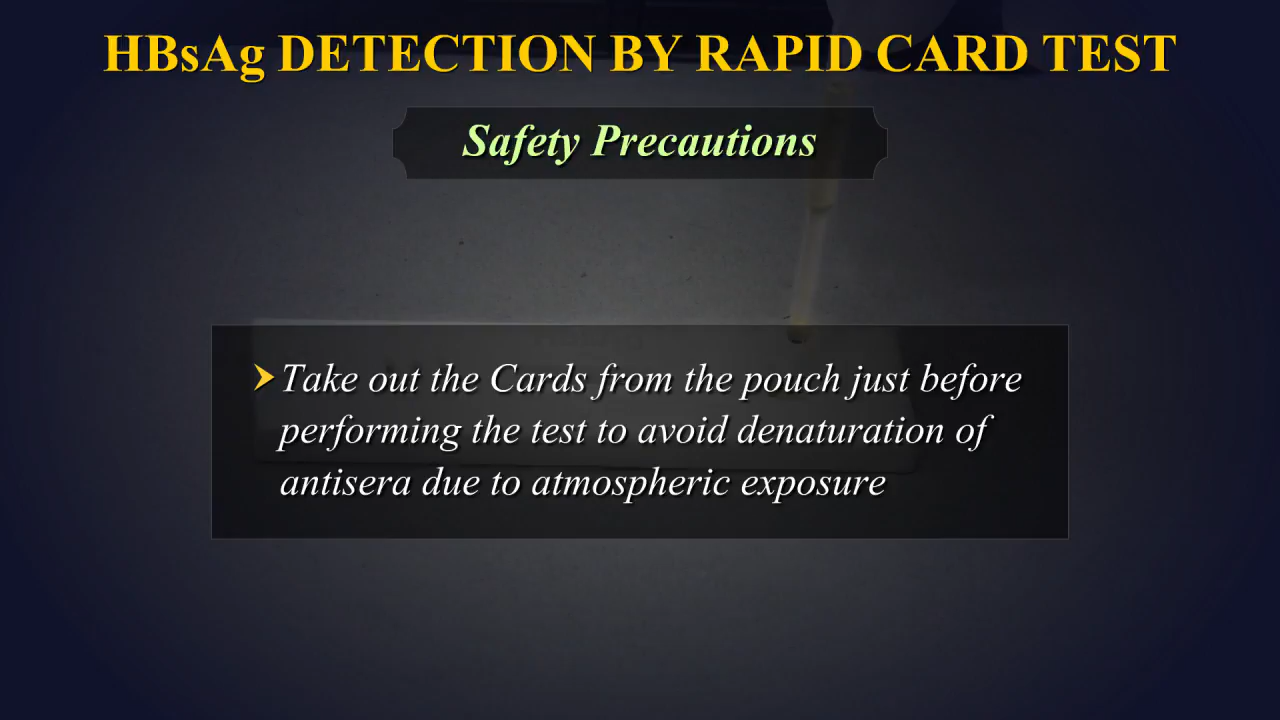 HBsAg DETECTION BY RAPID CARD TEST
Safety Precautions
Take out the Cards from the pouch just before
performing the test to avoid denaturation of
antisera due to atmospheric exposure